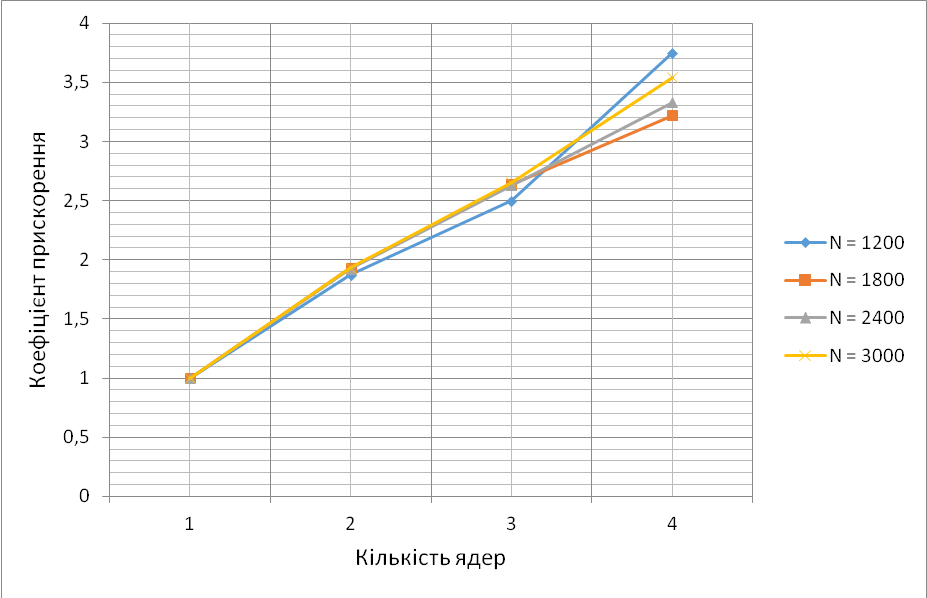 4
3,5
3
2,5
2
1,5
1
0,5
0
Коефіцієнт прискорення
1 2 3 4
Кількість ядер
N = 1200
N = 1800
N = 2400
N = 3000